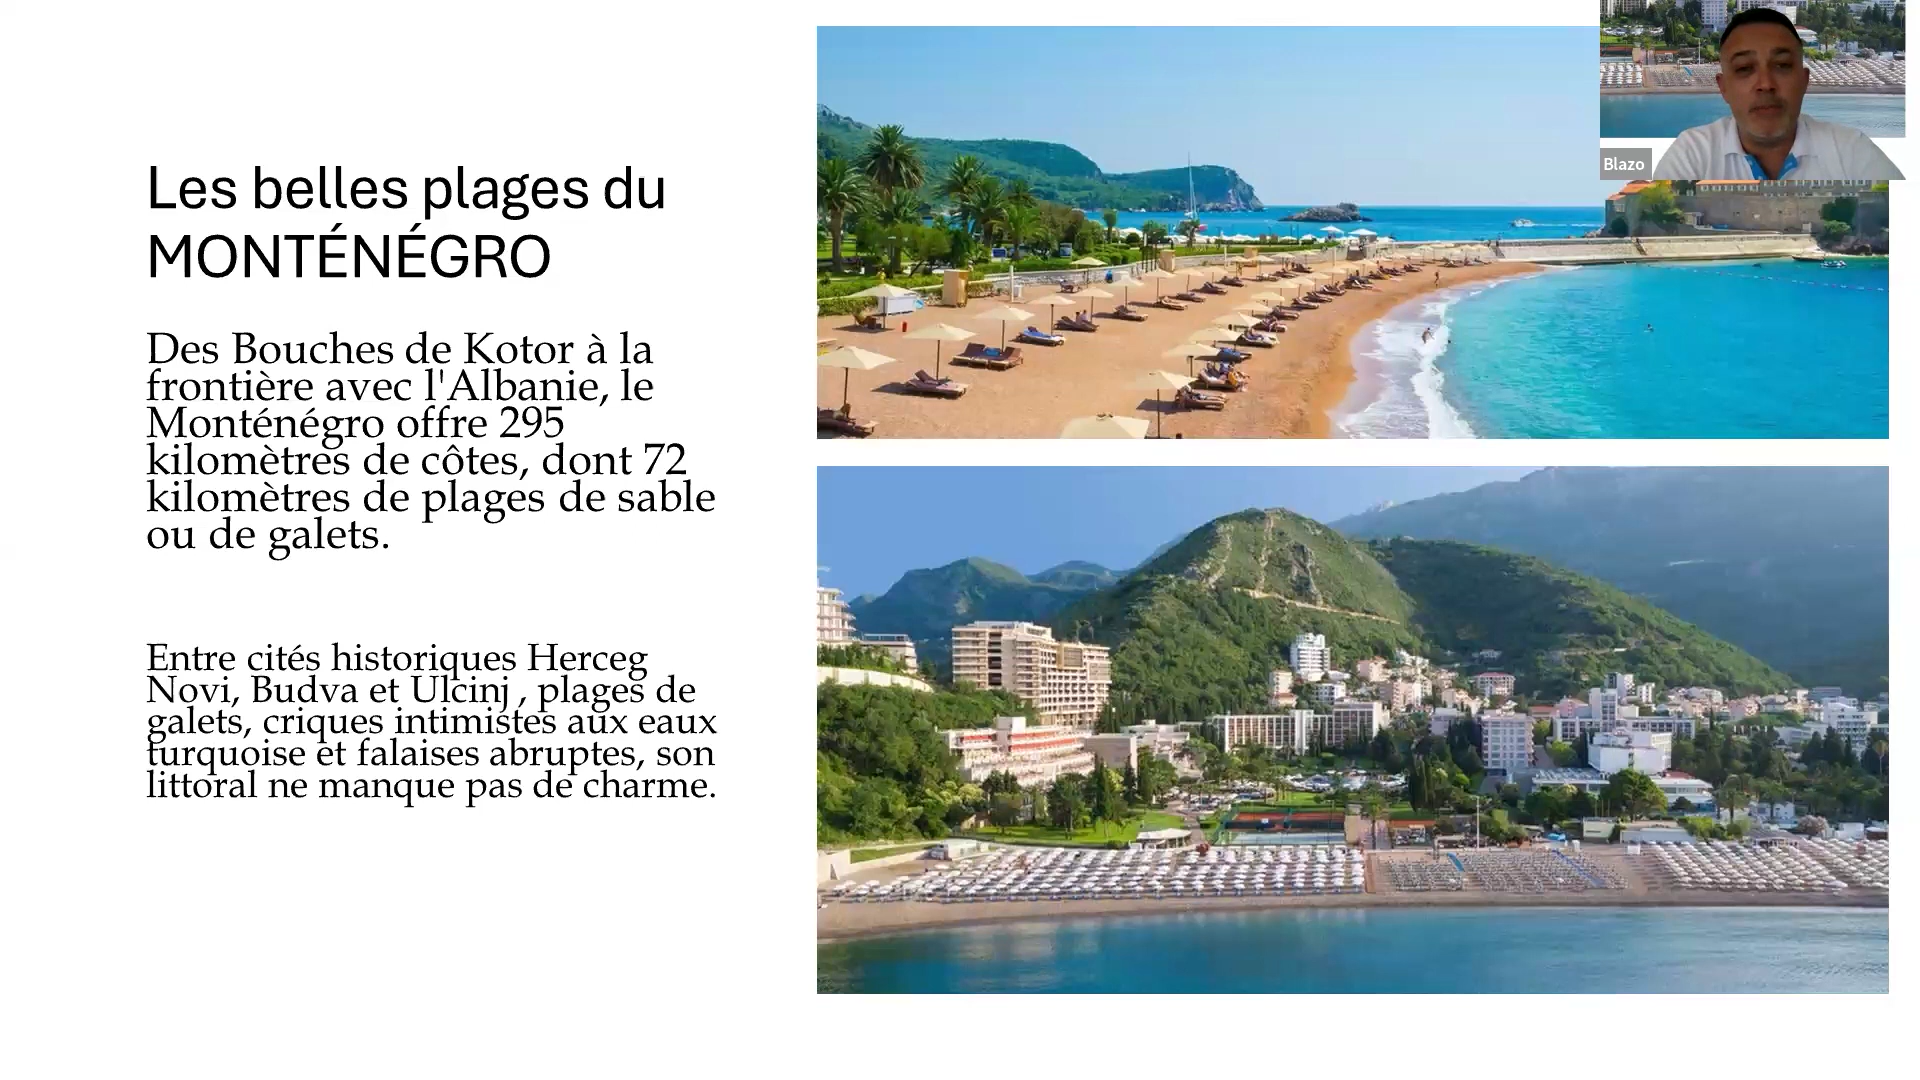 Les belles plages du
MONTÉNÉGRO
Des Bouches de Kotor à la
frontière avec l'Albanie, le
Monténégro offre 295
kilomètres de côtes, dont 72
kilomètres de plages de sable
ou de galets.
Entre cités historiques Herceg
Novi, Budva et Ulcinj , plages de
galets, criques intimistes aux eaux
turquoise et falaises abruptes, son
littoral ne manque pas de charme.
Blazo